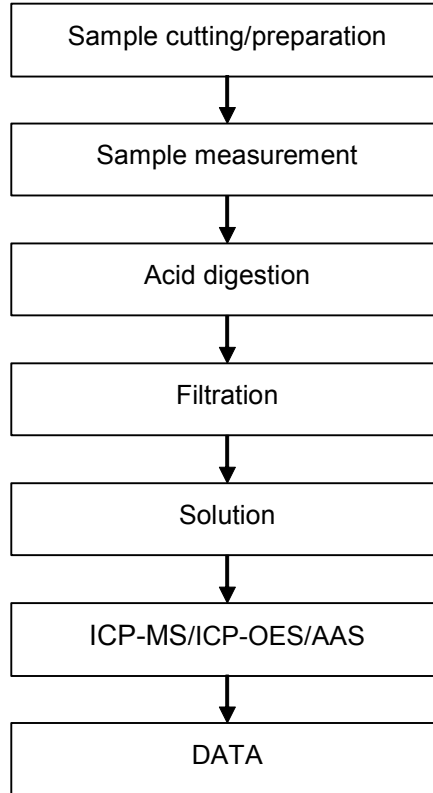 Sample cutting/preparation
Sample measurement
Acid digestion
Filtration
Solution
ICP-MS/ICP-OES/AAS
DATA